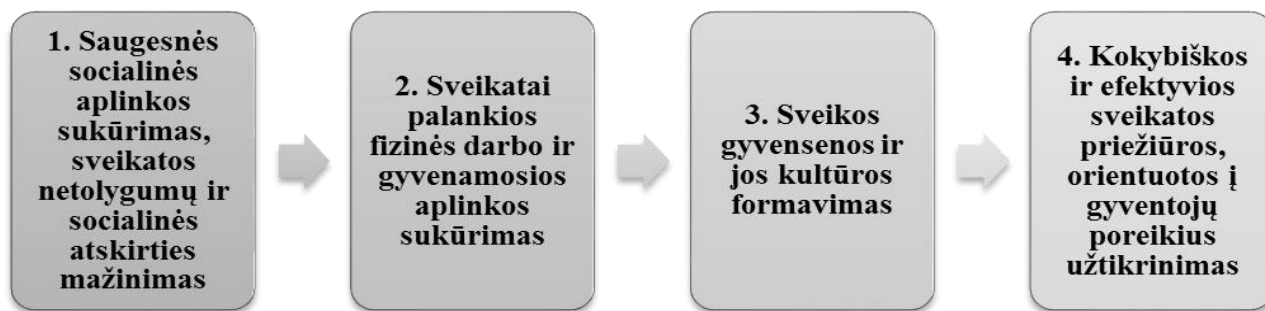 1. Saugesnės
socialinės
aplinkos
sukūrimas,
sveikatos
netolygumų ir
socialinės
atskirties
mažinimas
2. Sveikatai
palankios
fizinės darbo ir
gyvenamosios
aplinkos
sukūrimas
3. Sveikos
gyvensenos ir
jos kultūros
formavimas
4. Kokybiškos
ir efektyvios
sveikatos
priežiūros,
orientuotos į
gyventojų
poreikius
užtikrinimas